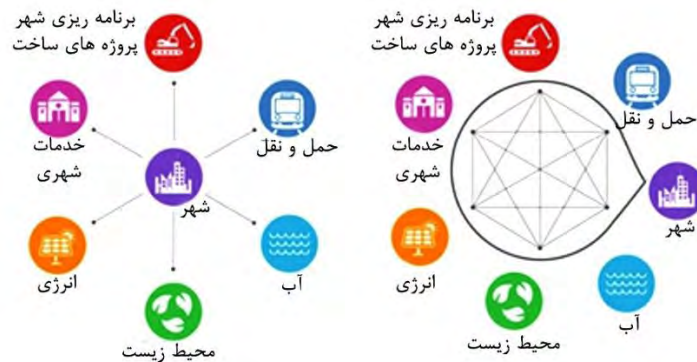 برنامه ریزی شهر
پروژه های ساخت
حمل و نقل
خدمات
شهری
شهر
انرژی
آب
محیط زیست
برنامه ریزی شهر
پروژه های ساخت
حمل و نقل
خدمات
شهری
شهر
انرژی
آب
محیط زیست